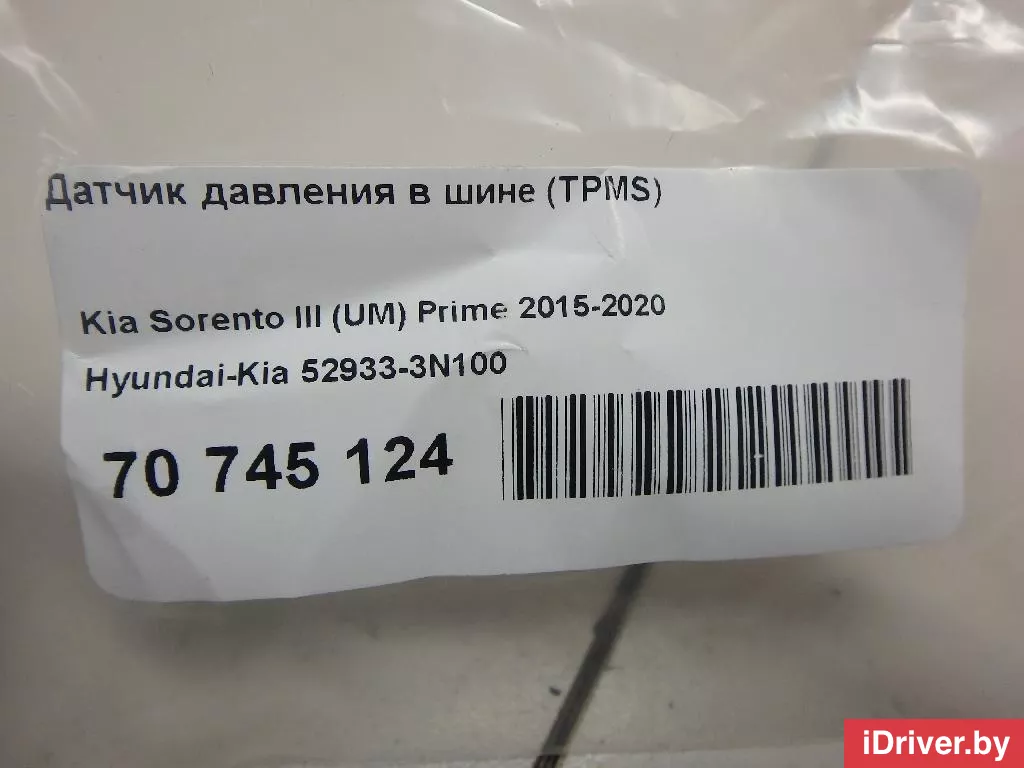 Датчик давления в шине (TPMS)
Kia Sorento III (UM) Prime 2015-2020
Hyundai-Kia 52933-3N100
70 745 124
iDriver.by